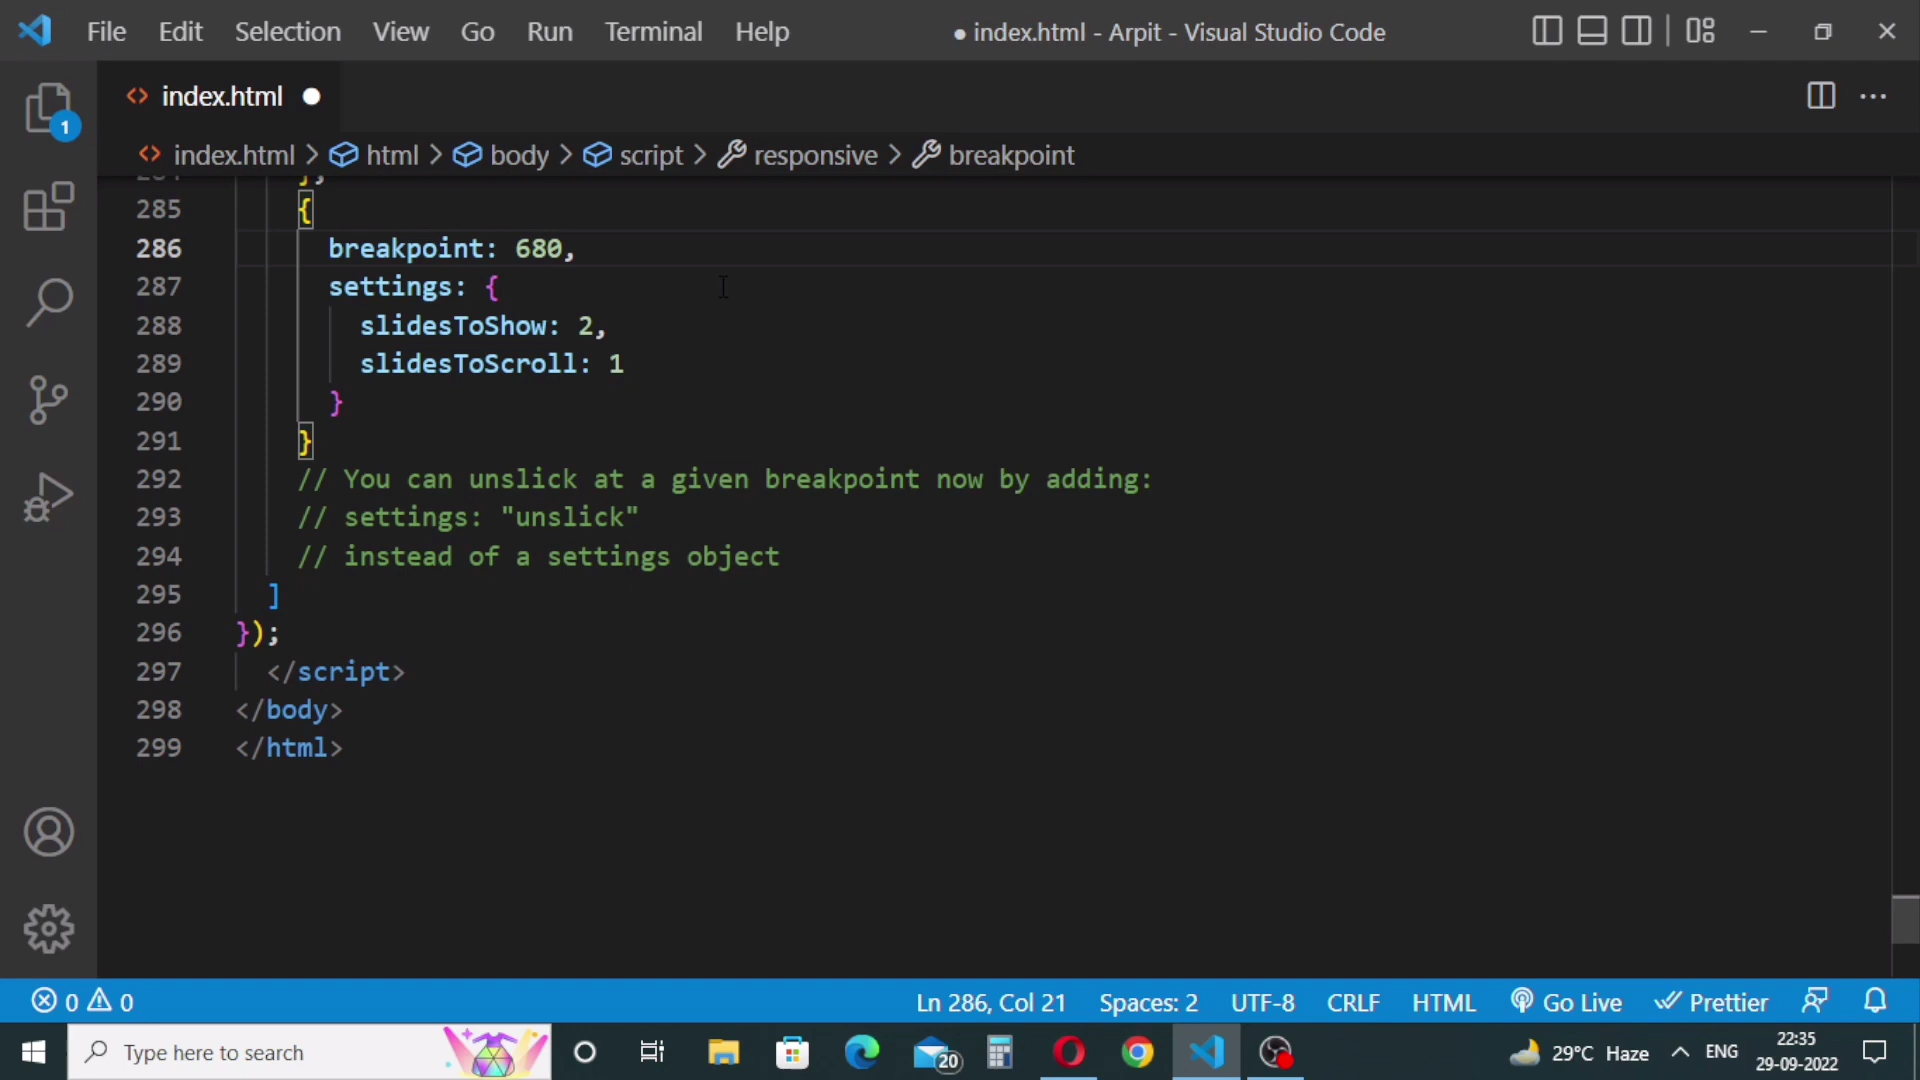 File Edit Selection View Go Run Terminal Help ● index.html - Arpit - Visual Studio Code
index.html
1
index.html > html > body > script > responsive > breakpoint
285 {
286 breakpoint: 680,
287 settings: {
288 slidesToShow: 2,
289 slidesToScroll: 1
290 }
291 }
292 // You can unslick at a given breakpoint now by adding:
293 // settings: "unslick"
294 // instead of a settings object
295 ]
296 });
297 </script>
298 </body>
299 </html>
0 0 Ln 286, Col 21 Spaces: 2 UTF-8 CRLF HTML Go Live Prettier
Type here to search 20 29°C Haze ENG 22:35
29-09-2022